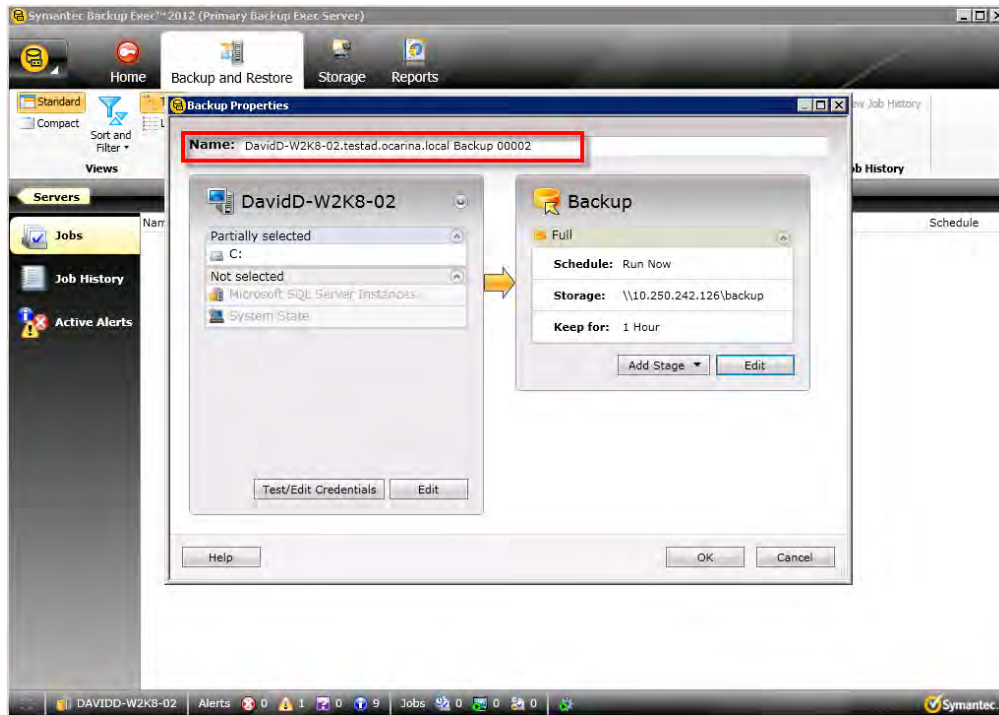 Symantec Backup Exec™ 2012 (Primary Backup Exec Server)
Home
Backup and Restore
Storage
Reports
Standard
Compact
Sort and
Filter
Views
Backup Properties
ew Job History
b History
Name: DavidD-W2K8-02.testad.ocarina.local Backup 00002
Servers
Jobs
Job History
Active Alerts
Nam
Schedule
DavidD-W2K8-02
Partially selected
C:
Not selected
Microsoft SQL Server Instances
System State
Test/Edit Credentials
Edit
Backup
Full
Schedule: Run Now
Storage: \\10.250.242.126\backup
Keep for: 1 Hour
Add Stage
Edit
Help
OK
Cancel
DAVIDD-W2K8-02 Alerts 0 1 0 9 Jobs 0 0 0
Symantec.